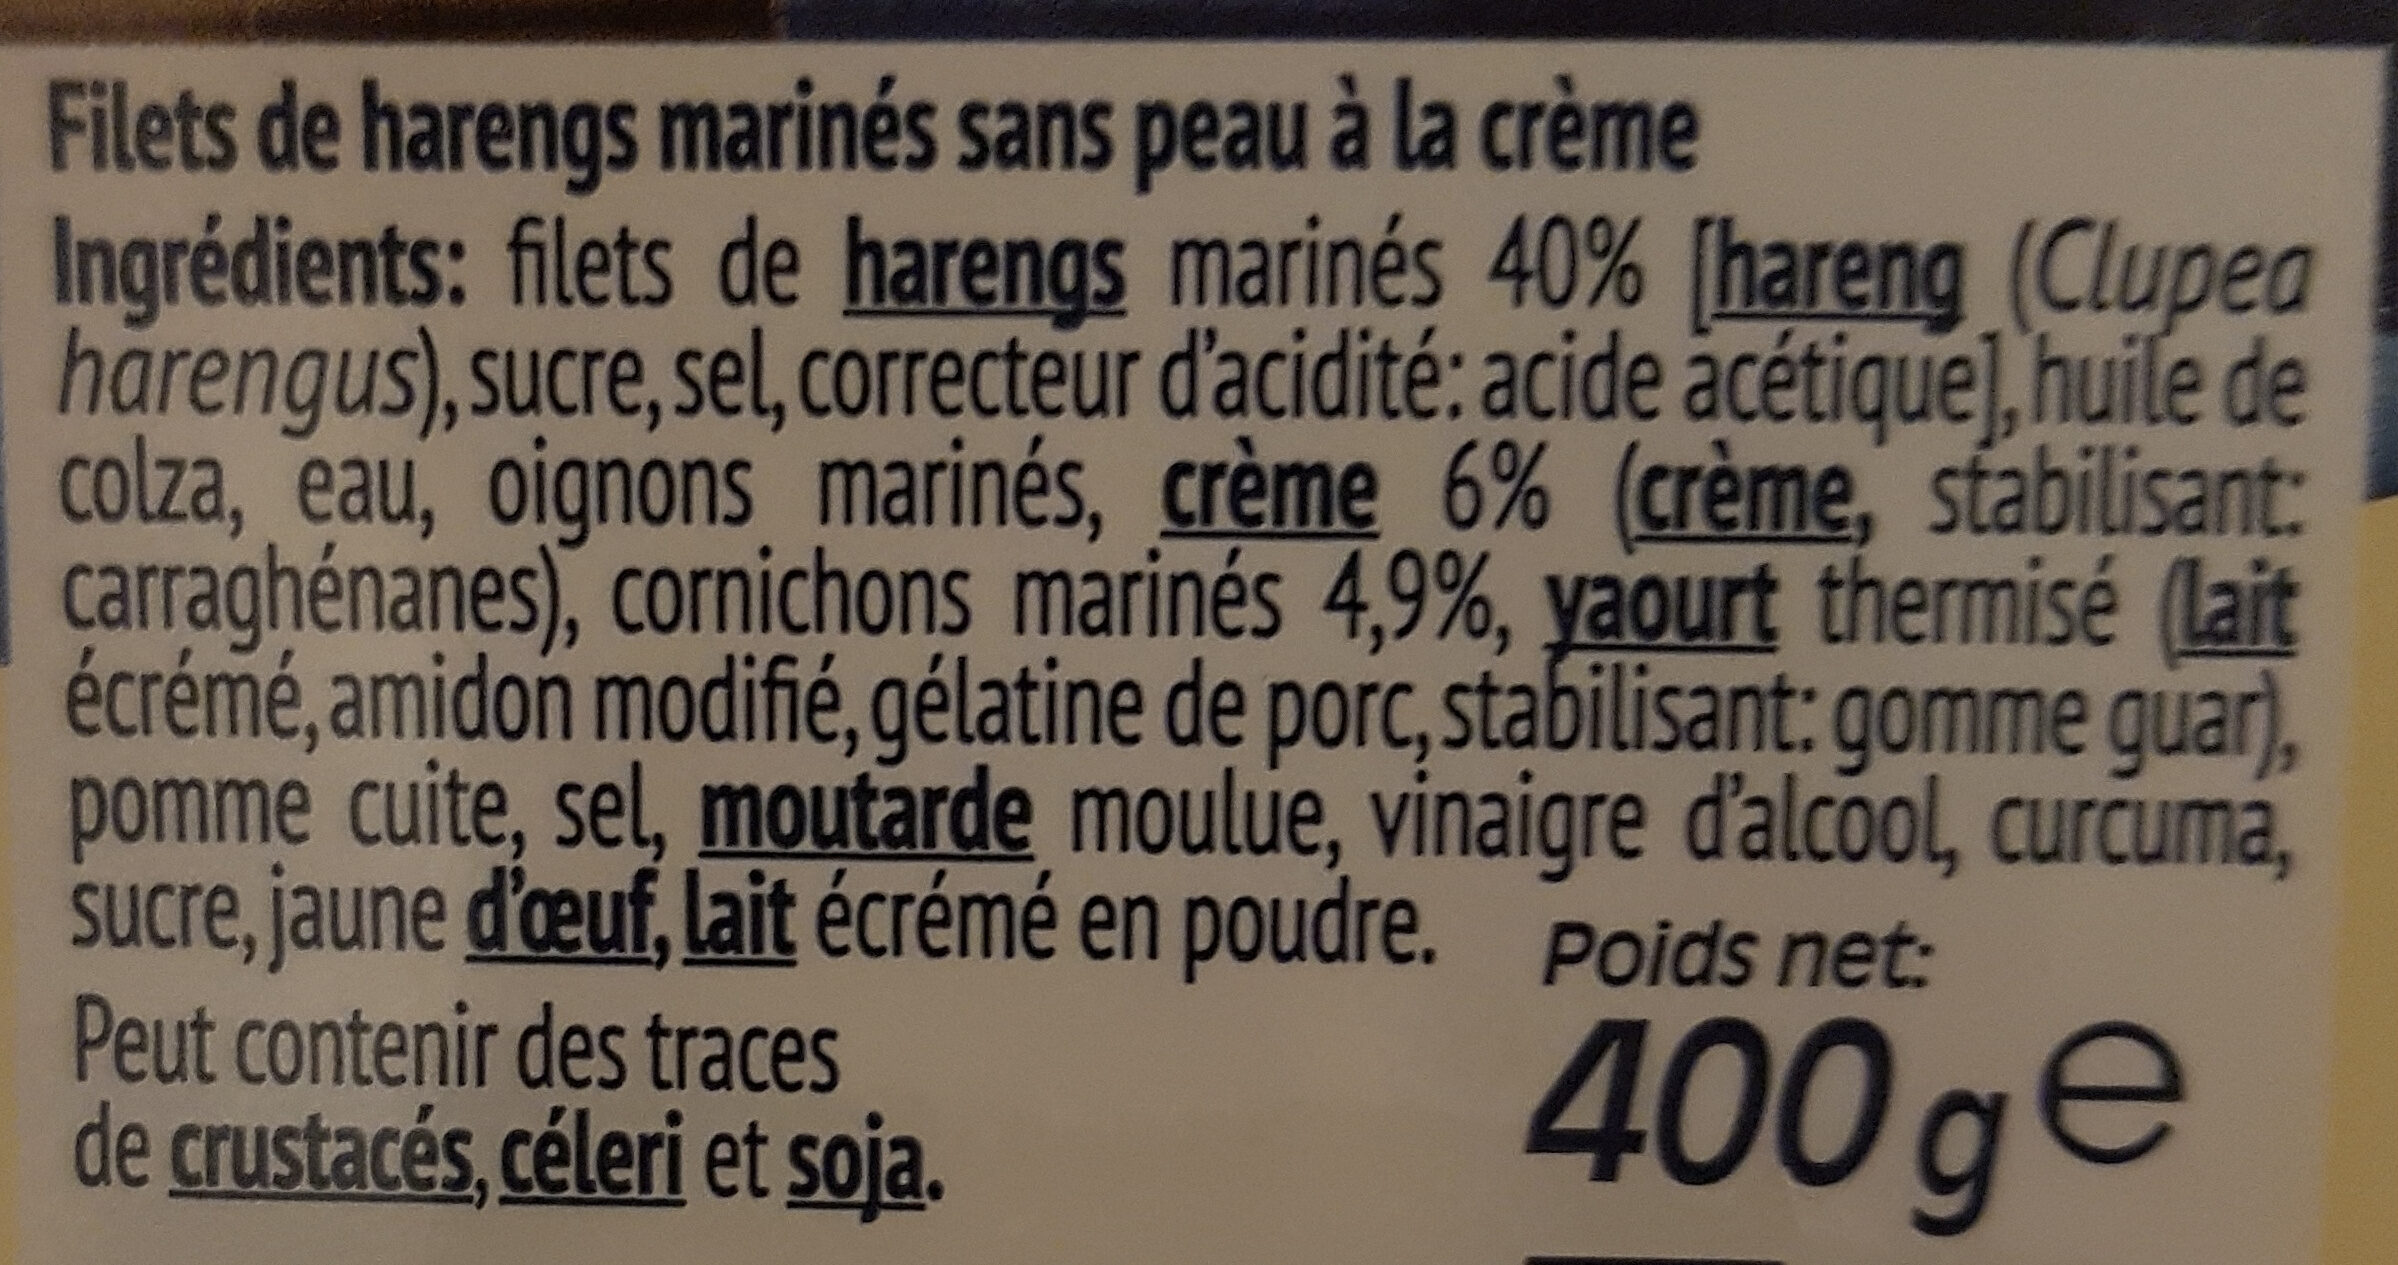 Filets de harengs marinés sans peau à la crème
Ingrédients: filets de harengs marinés 40% [hareng (Clupea
harengus), sucre, sel, correcteur d'acidité: acide acétique], huile de
colza, eau, oignons marinés, crème 6% (crème, stabilisant:
carraghénanes), cornichons marinés 4,9%, yaourt thermisé (lait
écrémé, amidon modifié, gélatine de porc, stabilisant: gomme guar),
pomme cuite, sel, moutarde moulue, vinaigre d'alcool, curcuma,
sucre, jaune d'œuf, lait écrémé en poudre.
Peut contenir des traces
de crustacés, céleri et soja.
Poids net:
400 g e